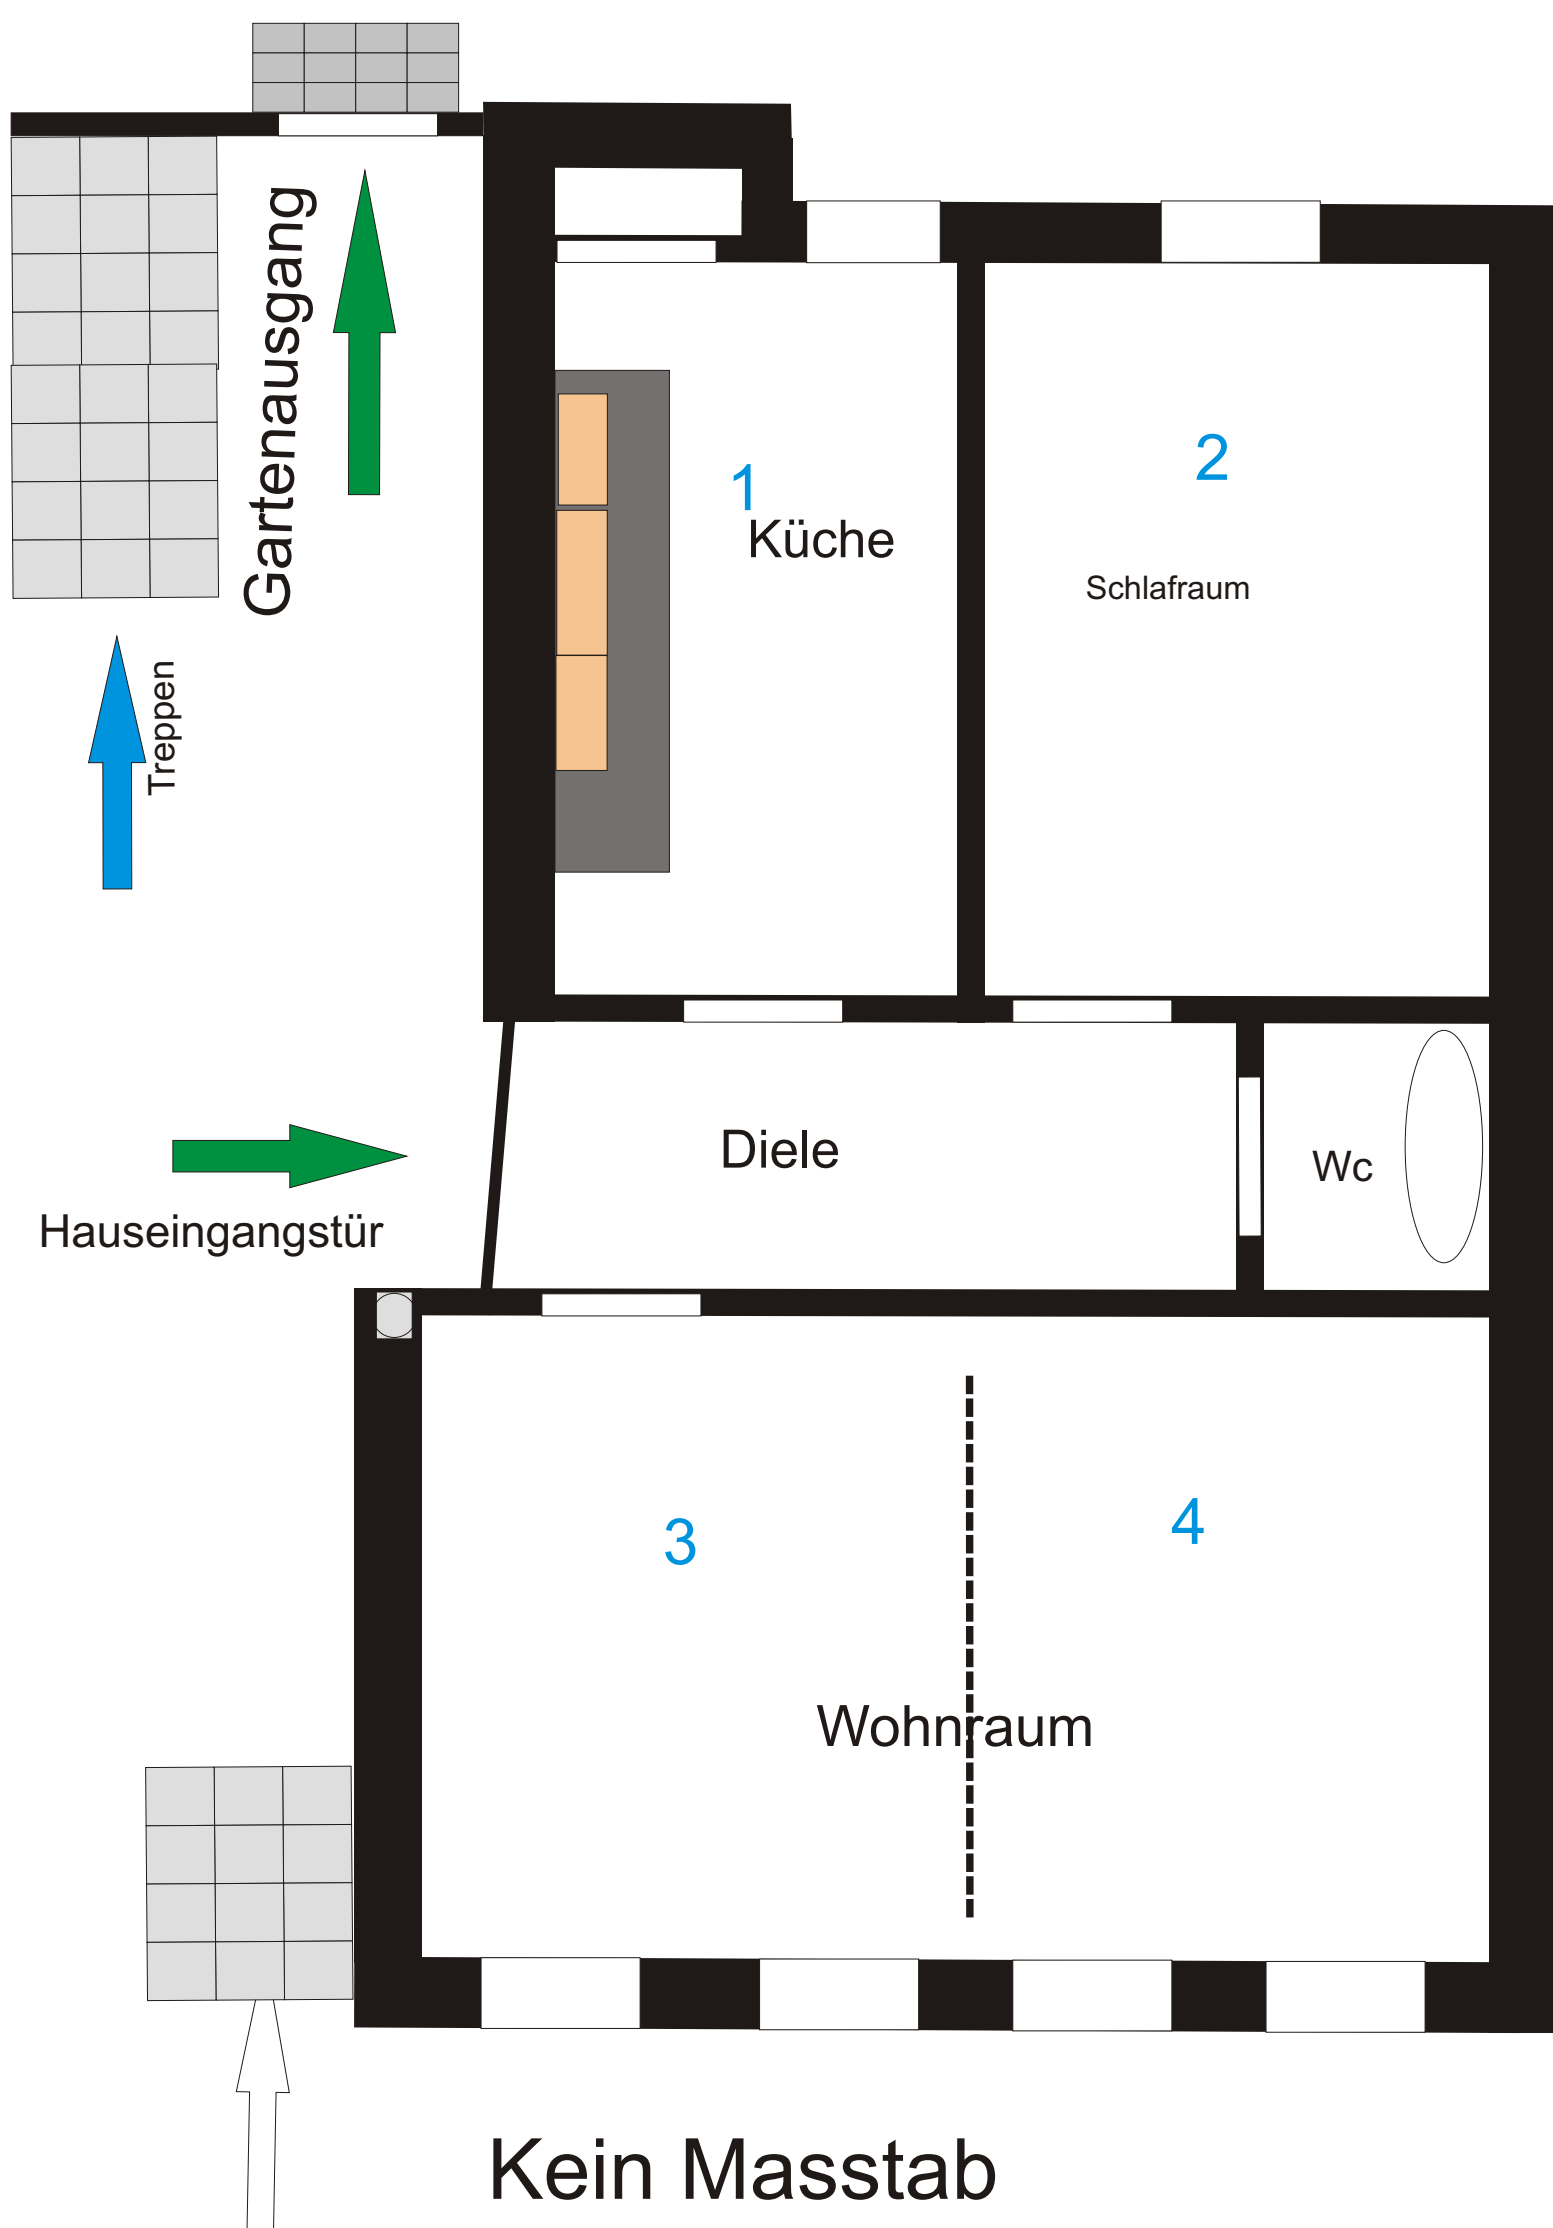 Gartenausgang
1
Küche
2
Schlafraum
Treppen
Diele
Wc
Hauseingangstür
3
4
Wohnraum
Kein Masstab